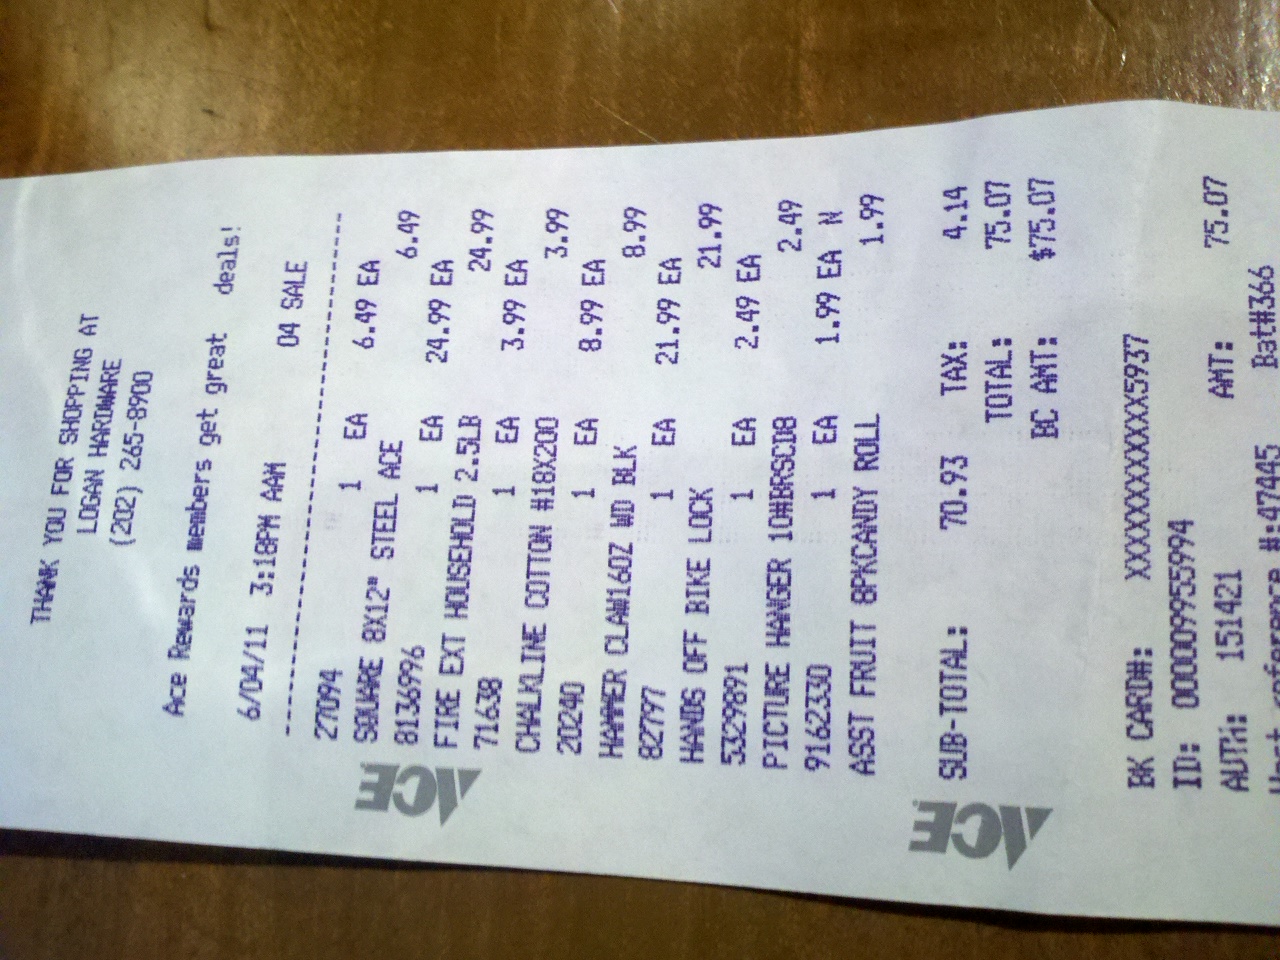 THANK YOU FOR SHOPPING AT
LOGAN HARDWARE
(202) 265-8900
Ace Rewards members get great deals!
6/04/11 3:18PM AAM 04 SALE
27094 1 EA 6.49 EA
SQUARE 8X12" STEEL ACE 6.49
8136996 1 EA 24.99 EA
FIRE EXT HOUSEHOLD 2.5LB 24.99
71638 1 EA 3.99 EA
CHALKLINE COTTON #18X200 3.99
20240 1 EA 8.99 EA
HAMMER CLAW16OZ WD BLK 8.99
82797 1 EA 21.99 EA
HANDS OFF BIKE LOCK 21.99
5329891 1 EA 2.49 EA
PICTURE HANGER 10#BRSCD8 2.49
9162330 1 EA 1.99 EA N
ASST FRUIT 8PKCANDY ROLL 1.99
SUB-TOTAL: 70.93 TAX: 4.14
TOTAL: 75.07
BC AMT: $75.07
BK CARD#: XXXXXXXXXXXX5937
ID: 000009955994
AUTH: 151421 AMT: 75.07
Host reference #:47445 Bat#366
ACE
ACE